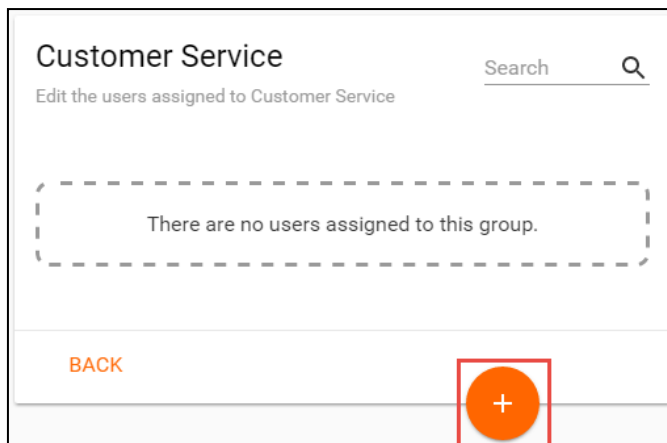 Customer Service
Search
Edit the users assigned to Customer Service
There are no users assigned to this group.
BACK
+